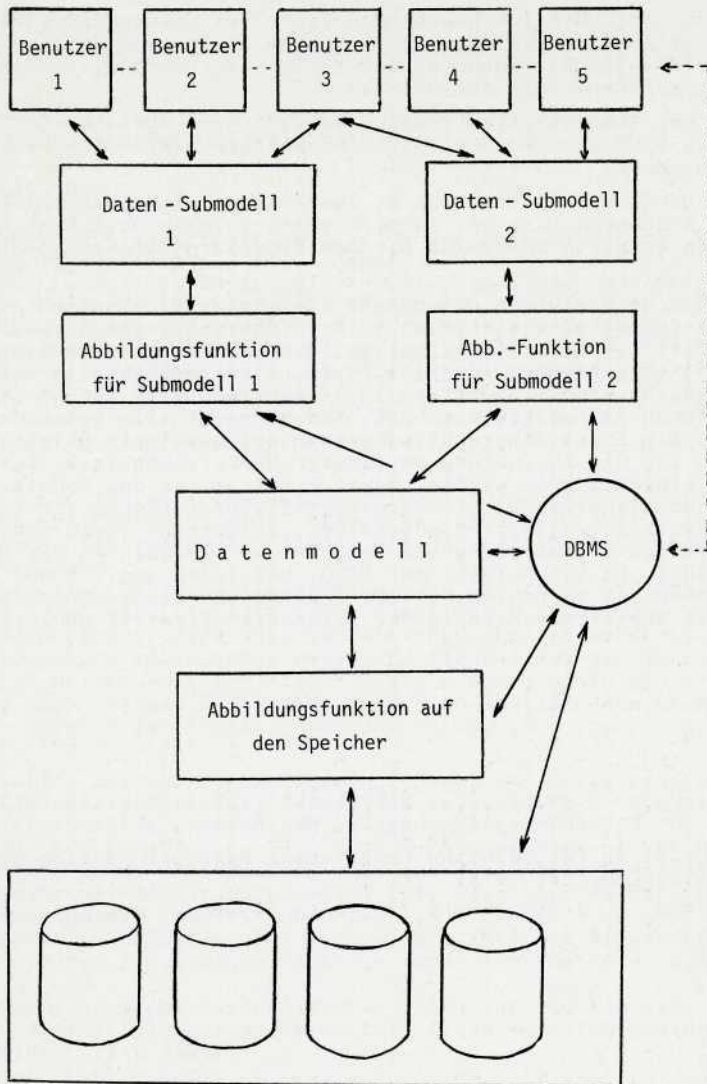 Benutzer Benutzer Benutzer Benutzer Benutzer
1 2 3 4 5
Daten - Submodell Daten - Submodell
1 2
Abbildungsfunktion Abb.-Funktion
für Submodell 1 für Submodell 2
Datenmodell DBMS
Abbildungsfunktion auf
den Speicher